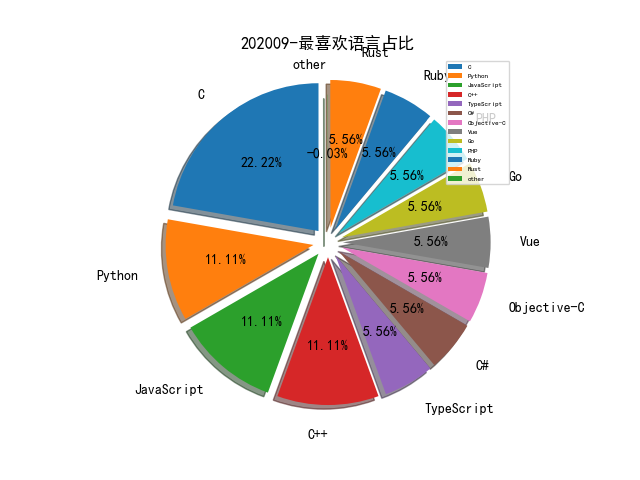 202009-最喜欢语言占比
other
Rust
Ruby
PHP
C
Go
Vue
Objective-C
C#
TypeScript
C++
JavaScript
Python
22.22%
11.11%
11.11%
11.11%
5.56%
5.56%
5.56%
5.56%
5.56%
5.56%
5.56%
5.56%
-0.03%
C
Python
JavaScript
C++
TypeScript
C#
Objective-C
Vue
Go
PHP
Ruby
Rust
other